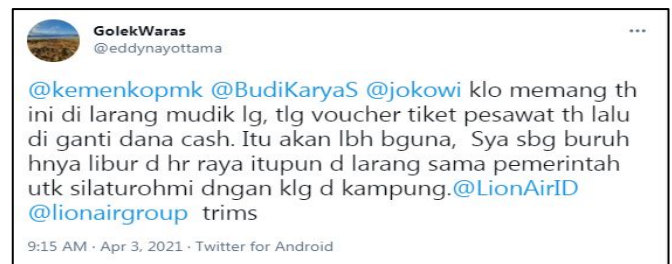 GolekWaras
@eddynayottama
@kemenkopmk @BudiKaryaS @jokowi klo memang th
ini di larang mudik lg, tlg voucher tiket pesawat th lalu
di ganti dana cash. Itu akan lbh bguna,  Sya sbg buruh
hnya libur d hr raya itupun d larang sama pemerintah
utk silaturohmi dngan klg d kampung.@LionAirID
@lionairgroup  trims
9:15 AM · Apr 3, 2021 · Twitter for Android